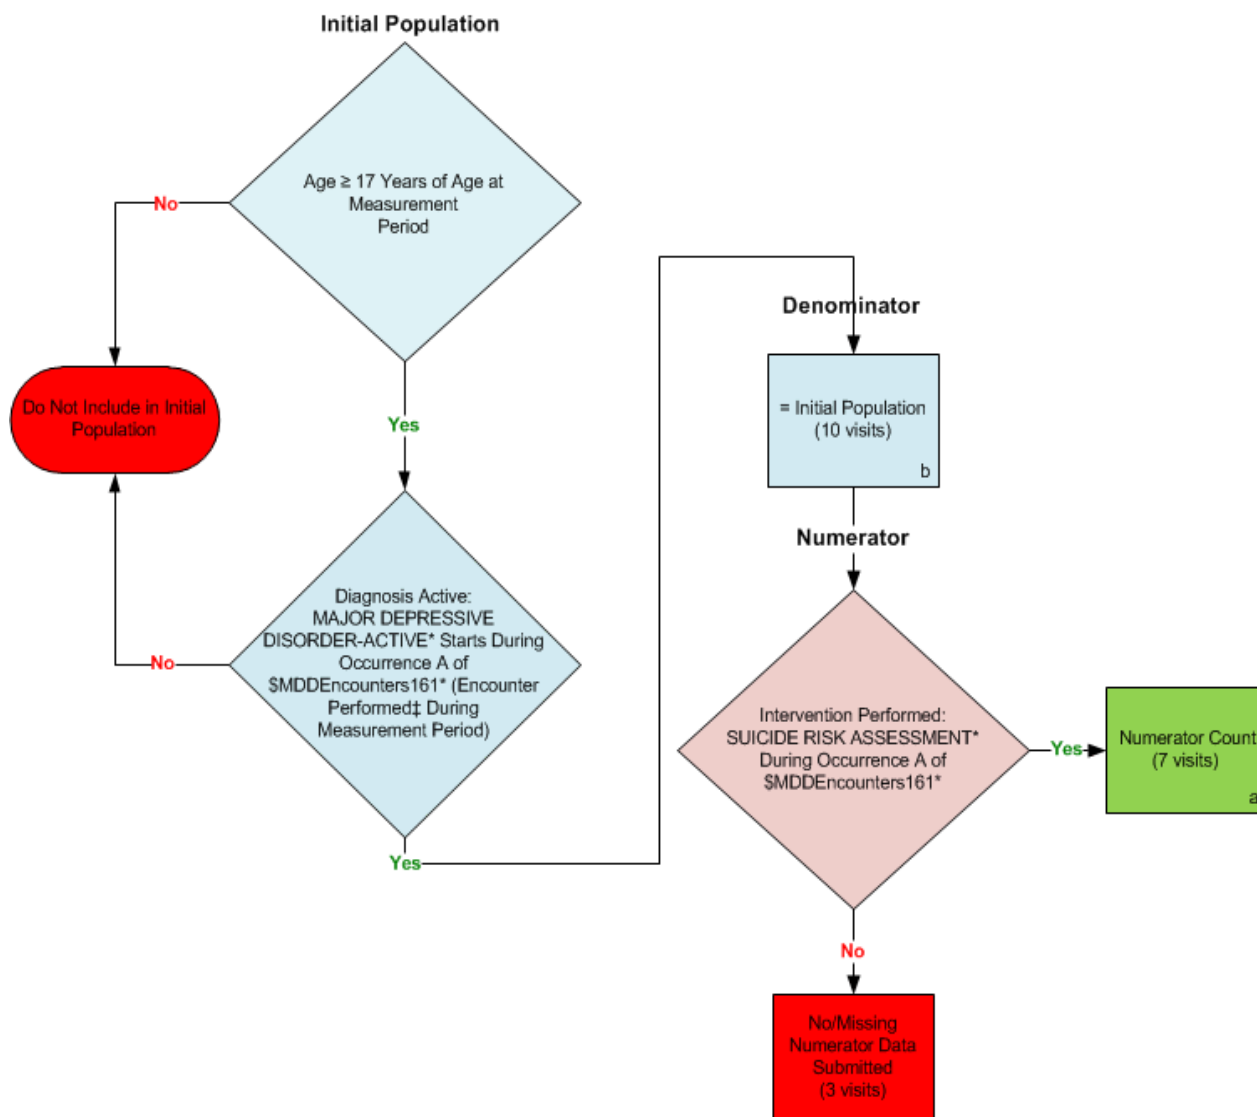 Initial Population
Age ≥ 17 Years of Age at
Measurement
Period
No
Do Not Include in Initial
Population
Yes
Diagnosis Active:
MAJOR DEPRESSIVE
DISORDER-ACTIVE* Starts During
Occurrence A of
$MDDEncounters161* (Encounter
Performed‡ During
Measurement Period)
No
Yes
Denominator
= Initial Population
(10 visits)
b
Numerator
Intervention Performed:
SUICIDE RISK ASSESSMENT*
During Occurrence A of
$MDDEncounters161*
Yes
Numerator Count
(7 visits)
a
No
No/Missing
Numerator Data
Submitted
(3 visits)